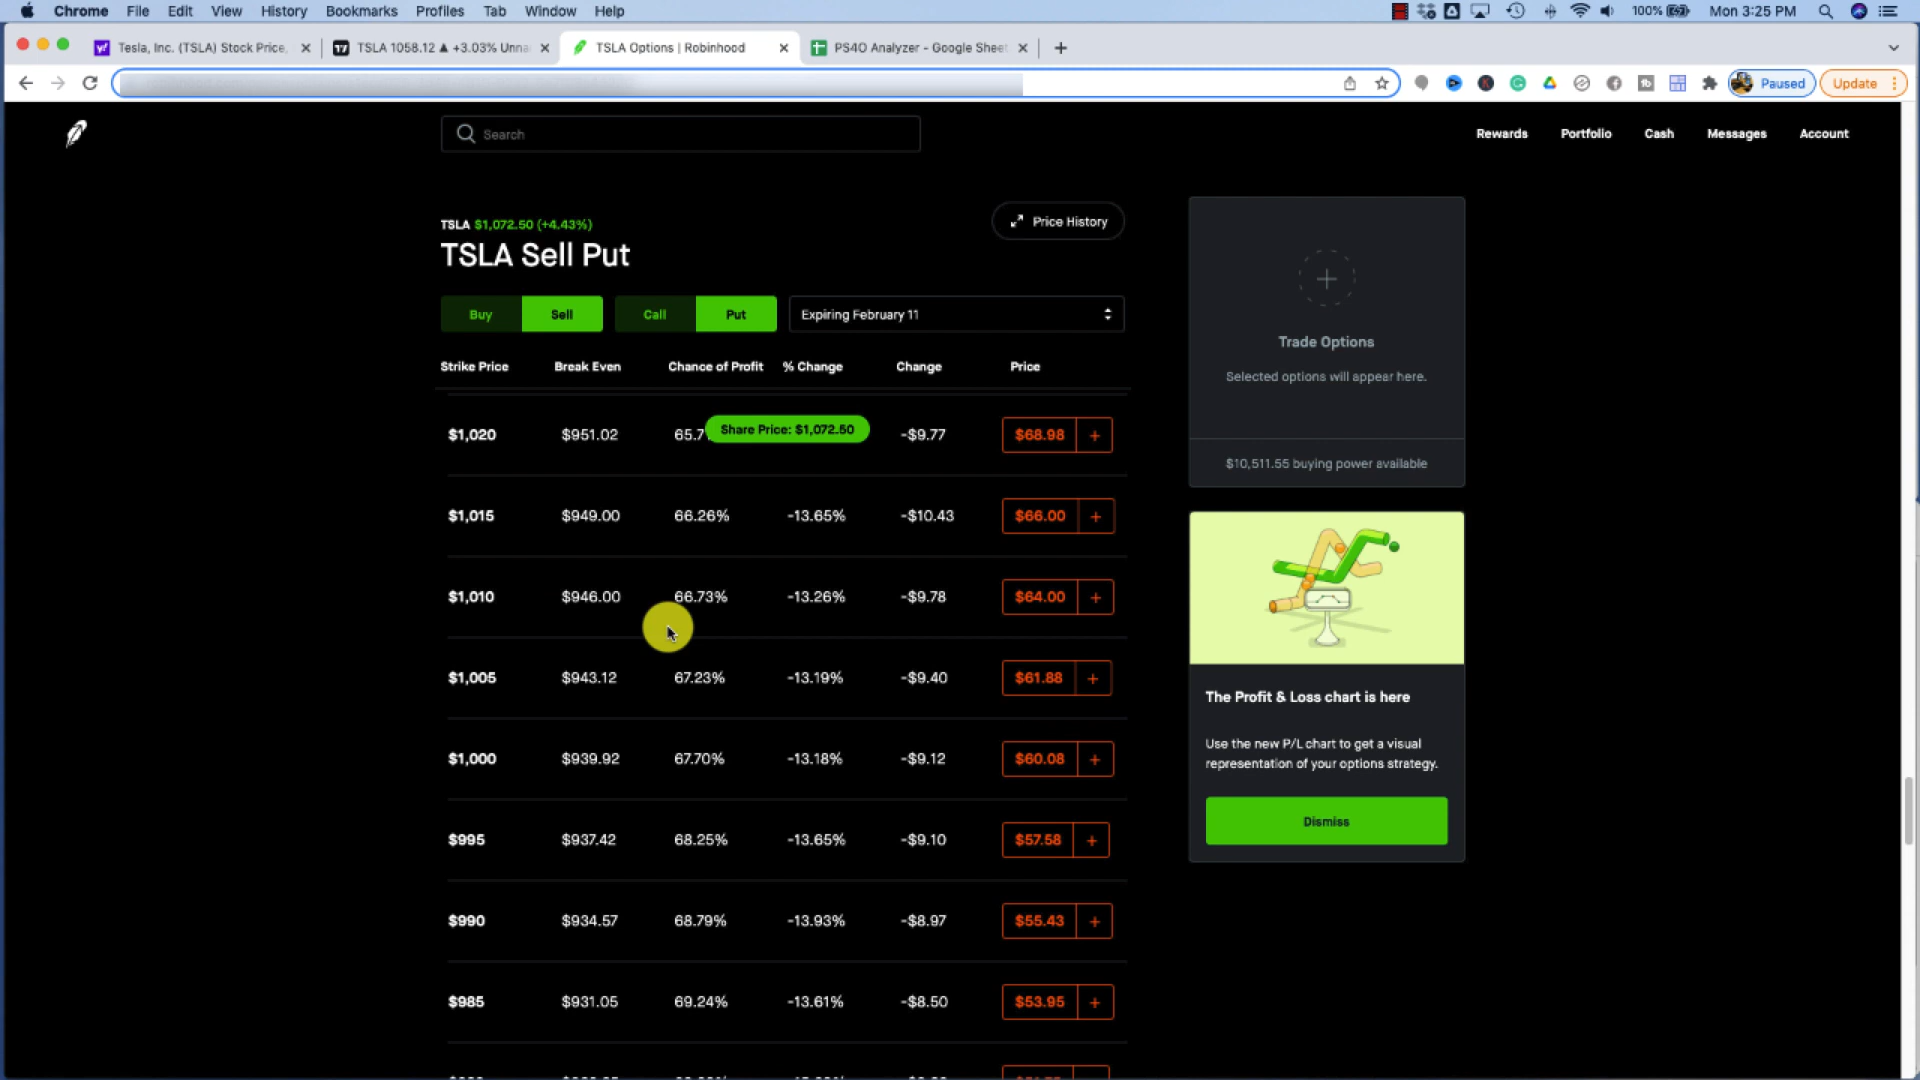 Chrome File Edit View History Bookmarks Profiles Tab Window Help 100% Mon 3:25 PM
Tesla, Inc. (TSLA) Stock Price, TSLA 1058.12 ▲ +3.03% Unna TSLA Options | Robinhood PS4O Analyzer - Google Sheet
Paused Update
Search Rewards Portfolio Cash Messages Account
TSLA $1,072.50 (+4.43%)
TSLA Sell Put
Price History
Buy Sell Call Put Expiring February 11
Strike Price Break Even Chance of Profit % Change Change Price
$1,020 $951.02 65.7 -$9.77 $68.98 +
Share Price: $1,072.50
$1,015 $949.00 66.26% -13.65% -$10.43 $66.00 +
$1,010 $946.00 66.73% -13.26% -$9.78 $64.00 +
$1,005 $943.12 67.23% -13.19% -$9.40 $61.88 +
$1,000 $939.92 67.70% -13.18% -$9.12 $60.08 +
$995 $937.42 68.25% -13.65% -$9.10 $57.58 +
$990 $934.57 68.79% -13.93% -$8.97 $55.43 +
$985 $931.05 69.24% -13.61% -$8.50 $53.95 +
Trade Options
Selected options will appear here.
$10,511.55 buying power available
The Profit & Loss chart is here
Use the new P/L chart to get a visual
representation of your options strategy.
Dismiss